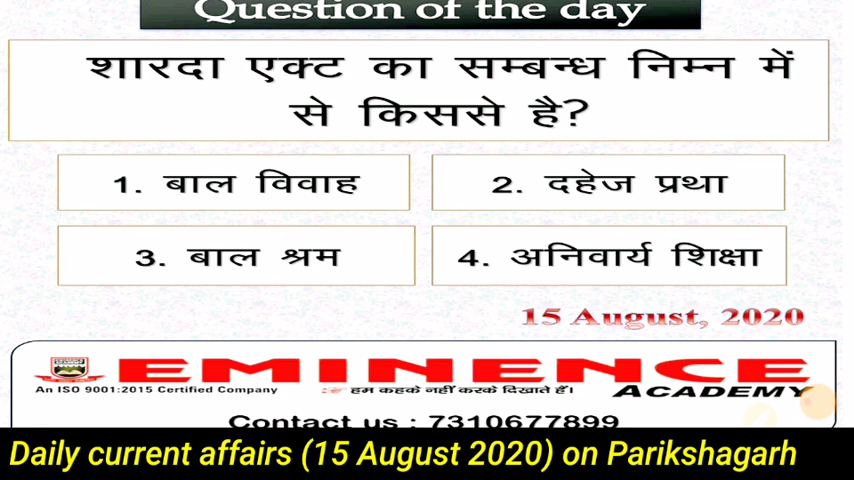 Question of the day
शारदा एक्ट का सम्बन्ध निम्न में
से किससे है?
1. बाल विवाह
2. दहेज प्रथा
3. बाल श्रम
4. अनिवार्य शिक्षा
15 August, 2020
EMINENCE
An ISO 9001:2015 Certified Company
हम कहके नहीं करके दिखाते हैं।
ACADEMY
Contact us : 7310677899
Daily current affairs (15 August 2020) on Parikshagarh